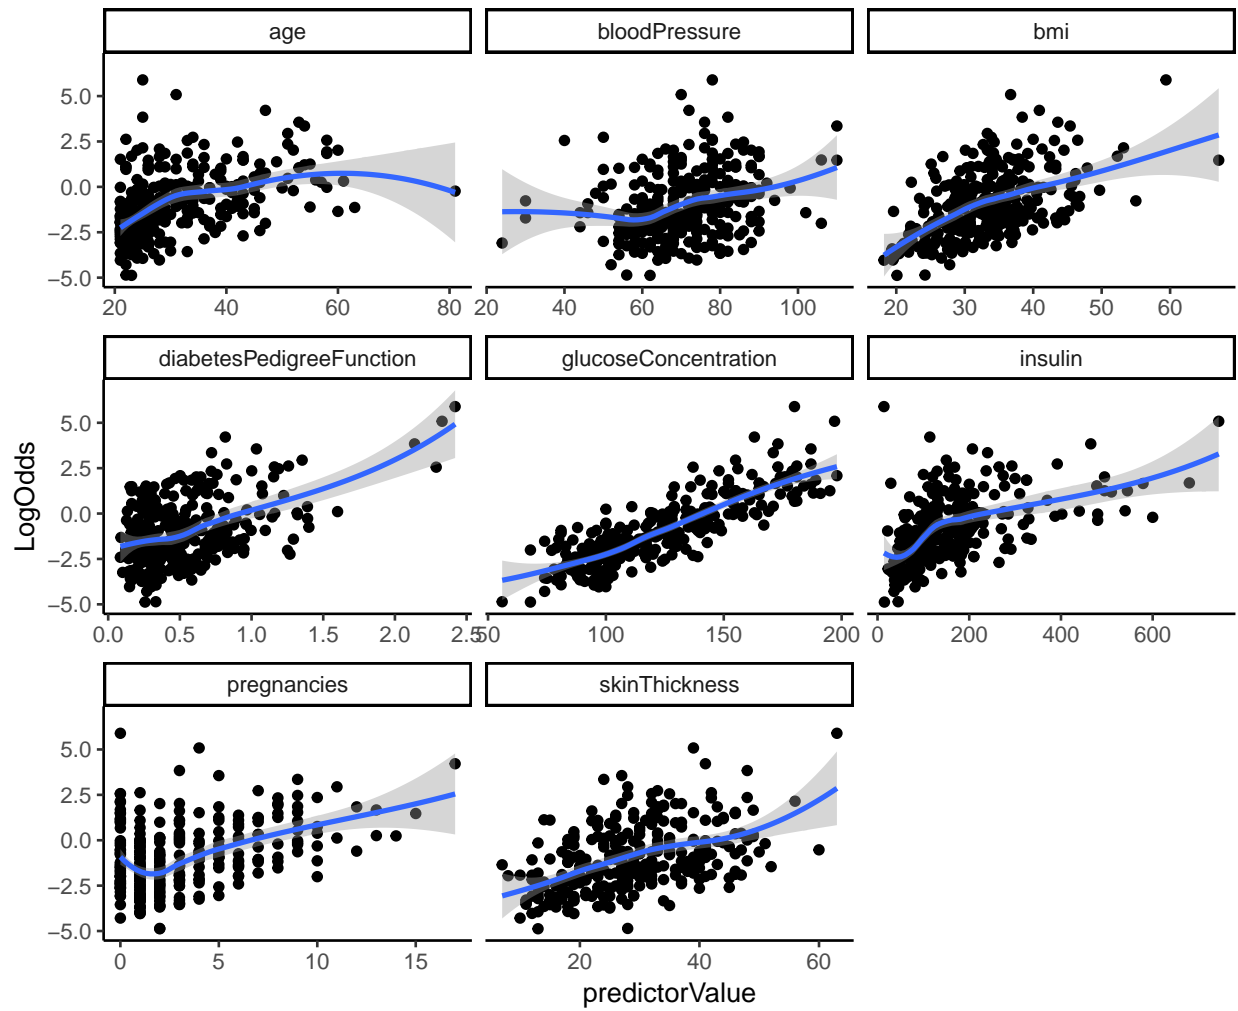 age bloodPressure bmi
5.0
2.5
0.0
−2.5
−5.0
20 40 60 80 20 40 60 80 100 20 30 40 50 60
diabetesPedigreeFunction glucoseConcentration insulin
5.0
2.5
0.0
−2.5
−5.0
0.0 0.5 1.0 1.5 2.0 2.5 50 100 150 200 0 200 400 600
pregnancies skinThickness
5.0
2.5
0.0
−2.5
−5.0
0 5 10 15 20 40 60
predictorValue
LogOdds